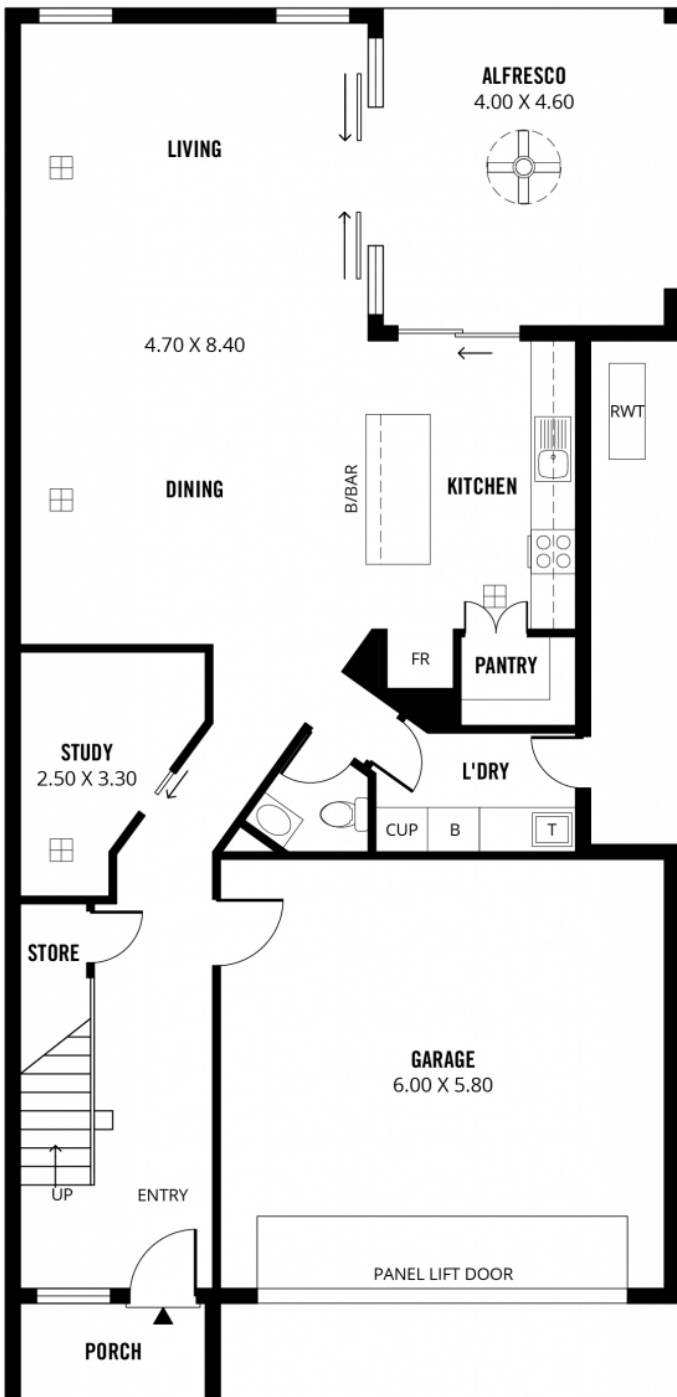 ALFRESCO
4.00 X 4.60
LIVING
4.70 X 8.40
RWT
B/BAR
DINING
KITCHEN
FR
PANTRY
STUDY
2.50 X 3.30
L'DRY
CUP
B
T
STORE
GARAGE
6.00 X 5.80
UP
ENTRY
PANEL LIFT DOOR
PORCH